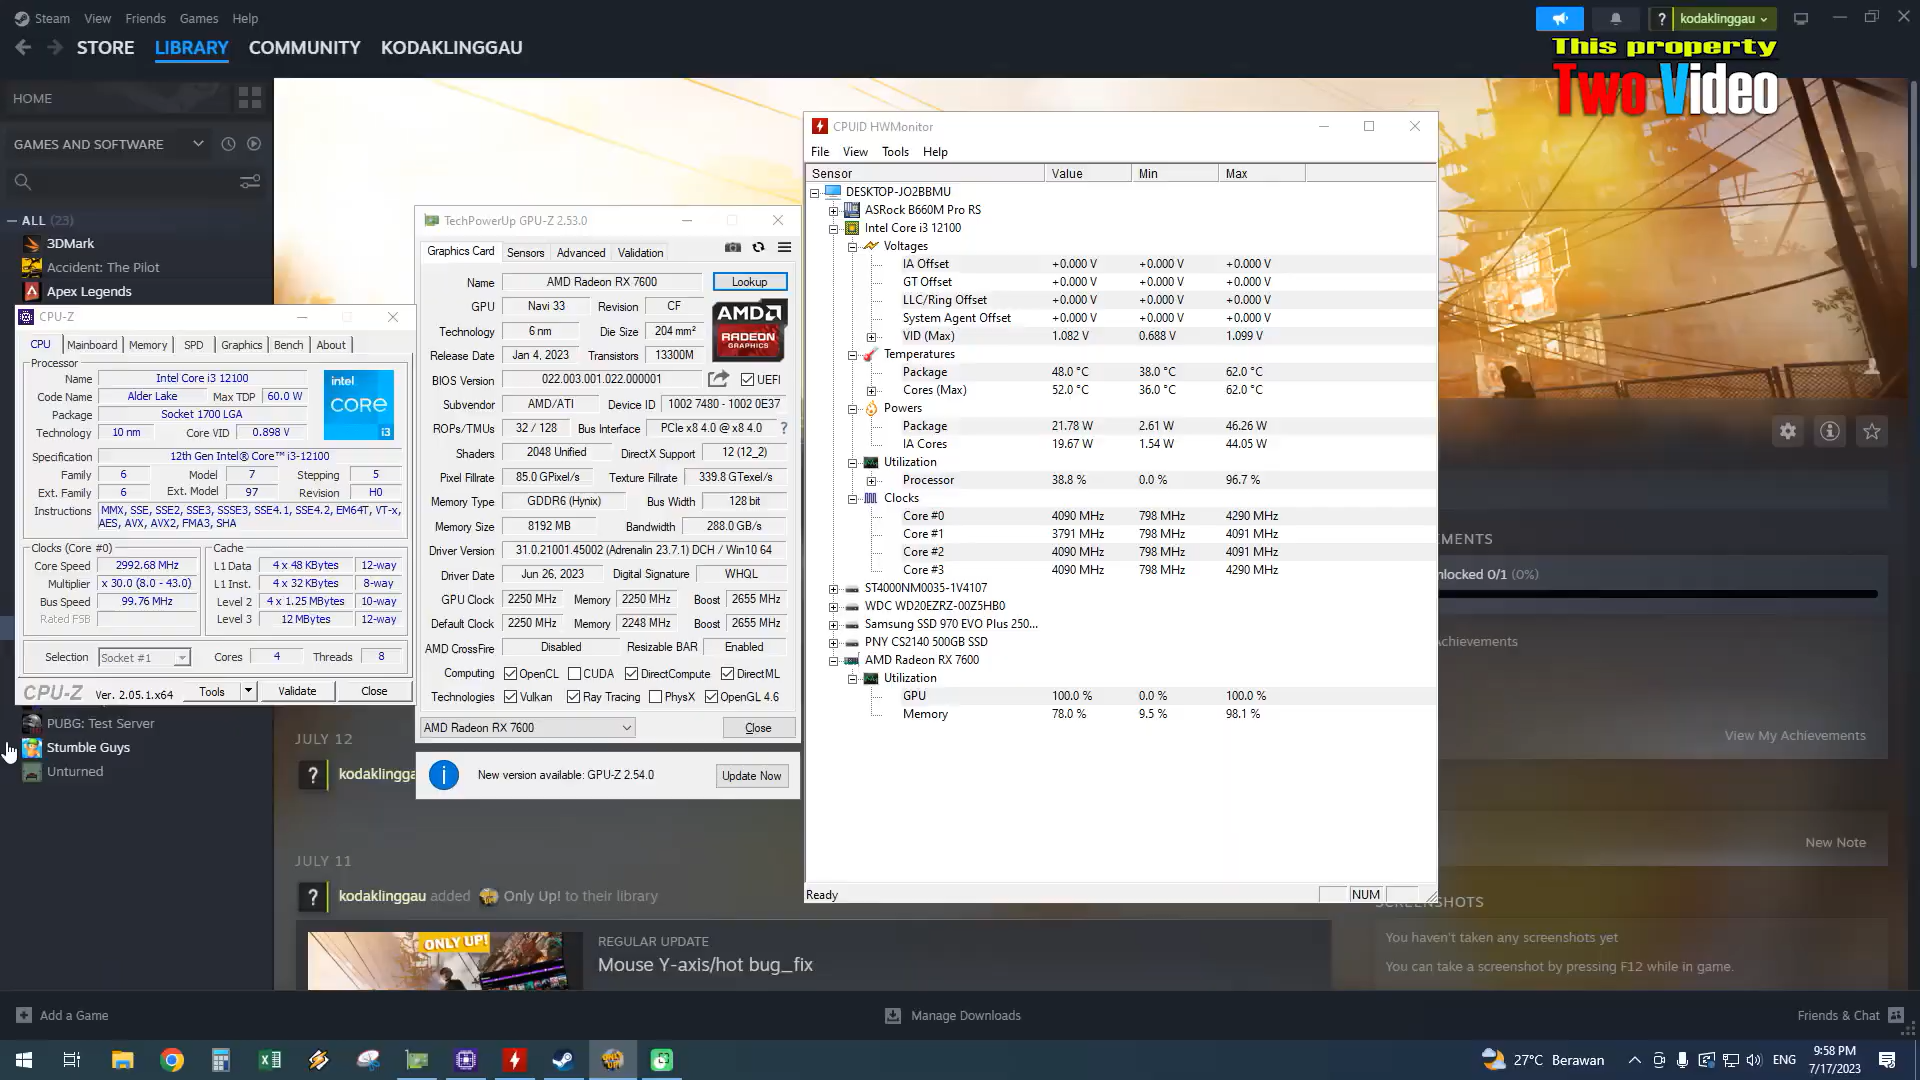 Steam View Friends Games Help
kodaklinggau
STORE LIBRARY COMMUNITY KODAKLINGGAU
This property
Two Video
HOME
GAMES AND SOFTWARE
ALL (23)
3DMark
Accident: The Pilot
Apex Legends
PUBG: Test Server
Stumble Guys
Unturned
CPU-Z
CPU Mainboard Memory SPD Graphics Bench About
Processor
Name Intel Core i3 12100
Code Name Alder Lake Max TDP 60.0 W
Package Socket 1700 LGA
Technology 10 nm Core VID 0.898 V
intel
CORE
i3
Specification 12th Gen Intel® Core™ i3-12100
Family 6 Model 7 Stepping 5
Ext. Family 6 Ext. Model 97 Revision H0
Instructions MMX, SSE, SSE2, SSE3, SSSE3, SSE4.1, SSE4.2, EM64T, VT-x,
AES, AVX, AVX2, FMA3, SHA
Clocks (Core #0) Cache
Core Speed 2992.68 MHz L1 Data 4 x 48 KBytes 12-way
Multiplier x 30.0 (8.0 - 43.0) L1 Inst. 4 x 32 KBytes 8-way
Bus Speed 99.76 MHz Level 2 4 x 1.25 MBytes 10-way
Rated FSB Level 3 12 MBytes 12-way
Selection Socket #1 Cores 4 Threads 8
CPU-Z Ver. 2.05.1.x64 Tools Validate Close
TechPowerUp GPU-Z 2.53.0
Graphics Card Sensors Advanced Validation
Name AMD Radeon RX 7600 Lookup
GPU Navi 33 Revision CF
Technology 6 nm Die Size 204 mm²
Release Date Jan 4, 2023 Transistors 13300M
AMD
RADEON
GRAPHICS
BIOS Version 022.003.001.022.000001 UEFI
Subvendor AMD/ATI Device ID 1002 7480 - 1002 0E37
ROPs/TMUs 32 / 128 Bus Interface PCIe x8 4.0 @ x8 4.0 ?
Shaders 2048 Unified DirectX Support 12 (12_2)
Pixel Fillrate 85.0 GPixel/s Texture Fillrate 339.8 GTexel/s
Memory Type GDDR6 (Hynix) Bus Width 128 bit
Memory Size 8192 MB Bandwidth 288.0 GB/s
Driver Version 31.0.21001.45002 (Adrenalin 23.7.1) DCH / Win10 64
Driver Date Jun 26, 2023 Digital Signature WHQL
GPU Clock 2250 MHz Memory 2250 MHz Boost 2655 MHz
Default Clock 2250 MHz Memory 2248 MHz Boost 2655 MHz
AMD CrossFire Disabled Resizable BAR Enabled
Computing OpenCL CUDA DirectCompute DirectML
Technologies Vulkan Ray Tracing PhysX OpenGL 4.6
AMD Radeon RX 7600 Close
New version available: GPU-Z 2.54.0 Update Now
CPUID HWMonitor
File View Tools Help
Sensor Value Min Max
DESKTOP-JO2BBMU
ASRock B660M Pro RS
Intel Core i3 12100
Voltages
IA Offset +0.000 V +0.000 V +0.000 V
GT Offset +0.000 V +0.000 V +0.000 V
LLC/Ring Offset +0.000 V +0.000 V +0.000 V
System Agent Offset +0.000 V +0.000 V +0.000 V
VID (Max) 1.082 V 0.688 V 1.099 V
Temperatures
Package 48.0 °C 38.0 °C 62.0 °C
Cores (Max) 52.0 °C 36.0 °C 62.0 °C
Powers
Package 21.78 W 2.61 W 46.26 W
IA Cores 19.67 W 1.54 W 44.05 W
Utilization
Processor 38.8 % 0.0 % 96.7 %
Clocks
Core #0 4090 MHz 798 MHz 4290 MHz
Core #1 3791 MHz 798 MHz 4091 MHz
Core #2 4090 MHz 798 MHz 4091 MHz
Core #3 4090 MHz 798 MHz 4290 MHz
ST4000NM0035-1V4107
WDC WD20EZRZ-00Z5HB0
Samsung SSD 970 EVO Plus 250...
PNY CS2140 500GB SSD
AMD Radeon RX 7600
Utilization
GPU 100.0 % 0.0 % 100.0 %
Memory 78.0 % 9.5 % 98.1 %
Ready NUM
EMENTS
nlocked 0/1 (0%)
Achievements
View My Achievements
New Note
SCREENSHOTS
You haven't taken any screenshots yet
You can take a screenshot by pressing F12 while in game.
JULY 12
? kodaklingga
JULY 11
? kodaklinggau added Only Up! to their library
ONLY UP!
REGULAR UPDATE
Mouse Y-axis/hot bug_fix
Add a Game Manage Downloads Friends & Chat
27°C Berawan ENG 9:58 PM
7/17/2023